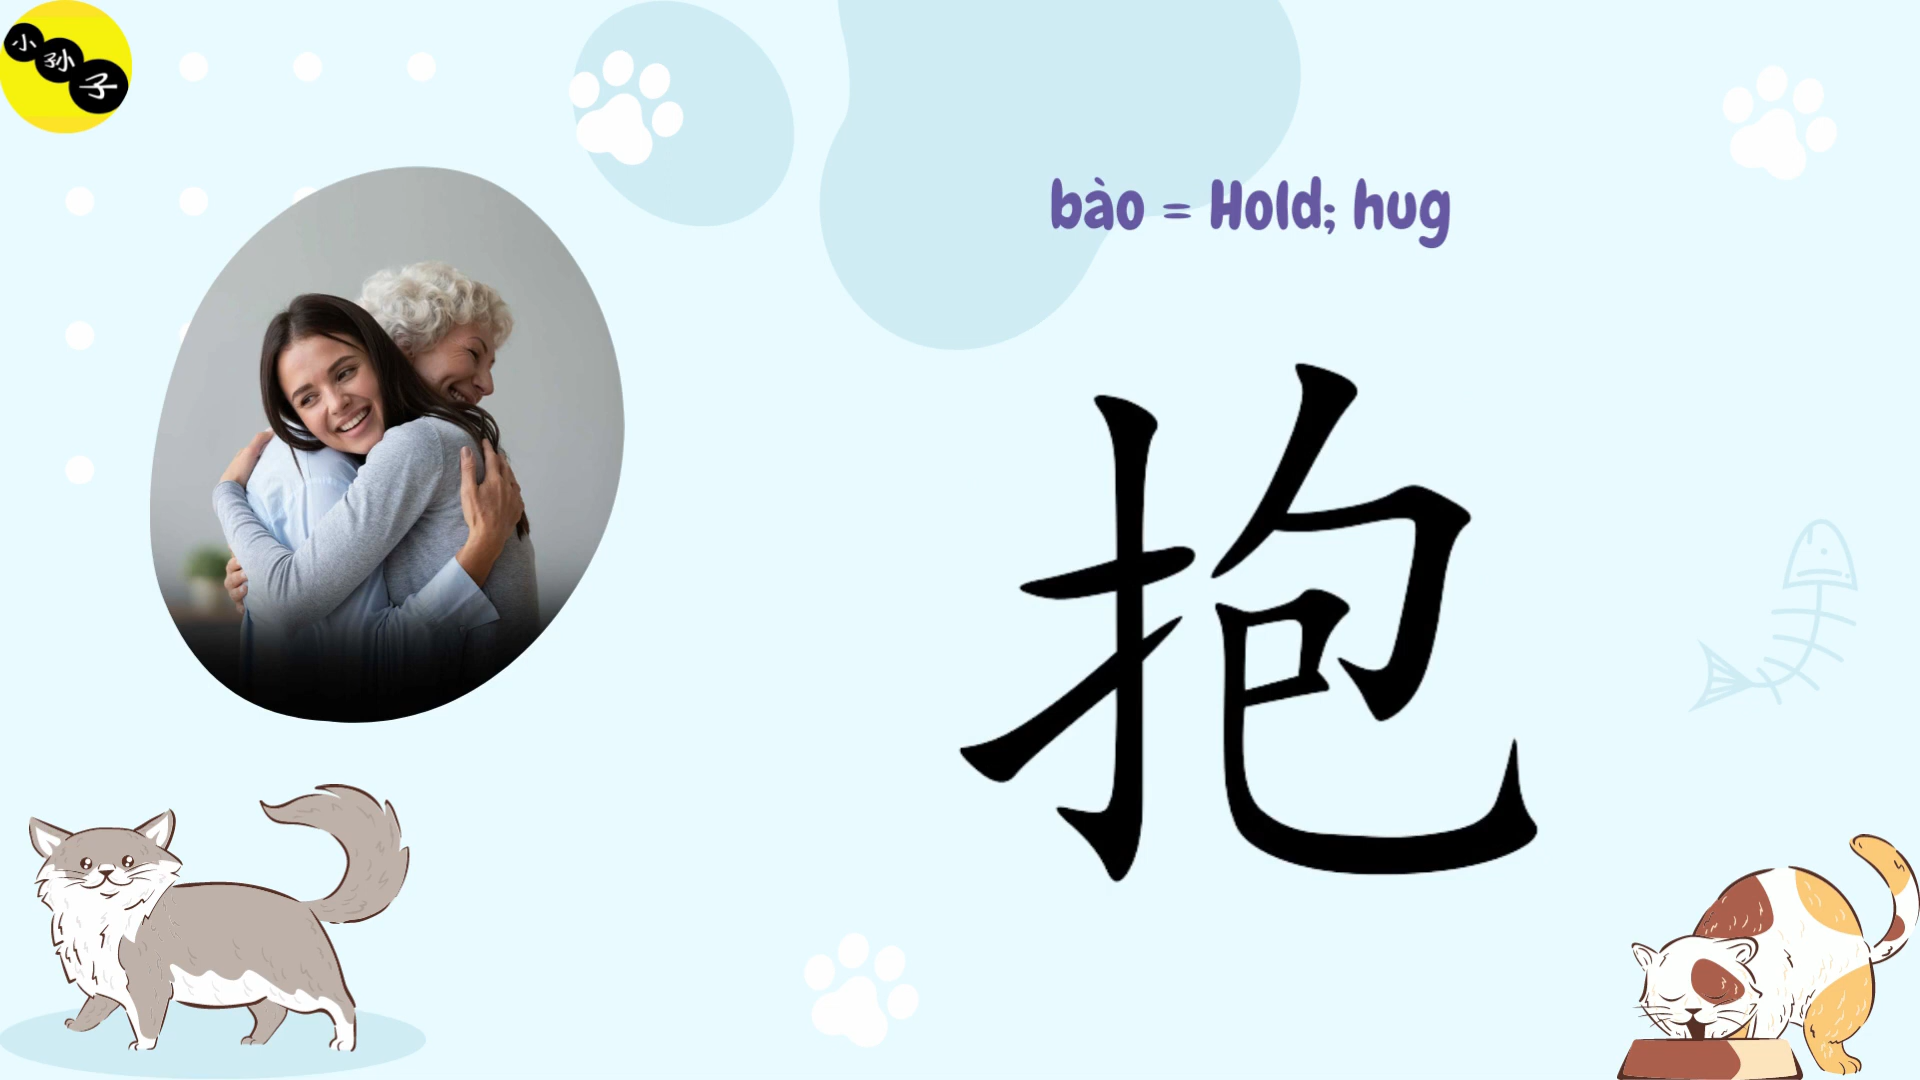 小
孙
子
bào = Hold; hug
抱